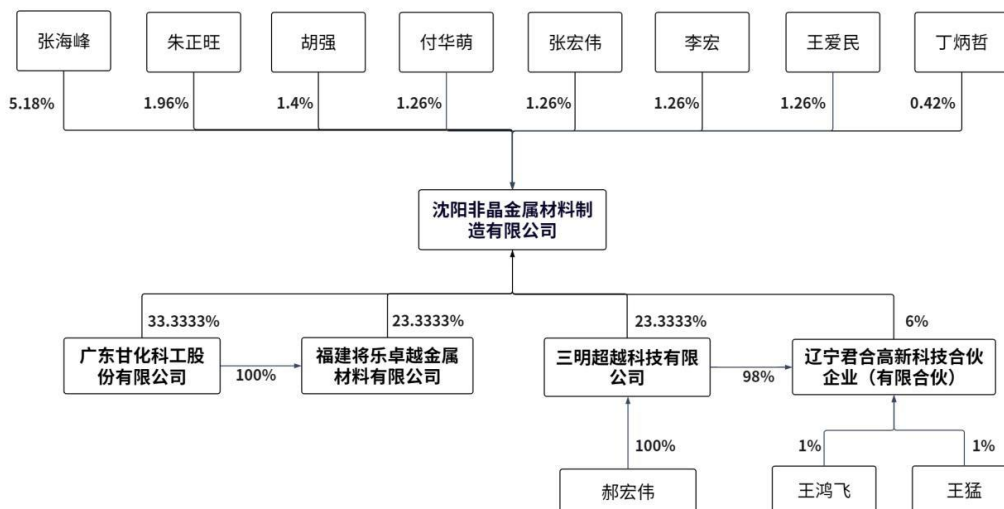 张海峰
朱正旺
胡强
付华萌
张宏伟
李宏
王爱民
丁炳哲
5.18%
1.96%
1.4%
1.26%
1.26%
1.26%
1.26%
0.42%
沈阳非晶金属材料制
造有限公司
33.3333%
23.3333%
23.3333%
6%
广东甘化科工股
份有限公司
100%
福建将乐卓越金属
材料有限公司
三明超越科技有限
公司
98%
辽宁君合高新科技合伙
企业（有限合伙）
100%
1%
1%
郝宏伟
王鸿飞
王猛